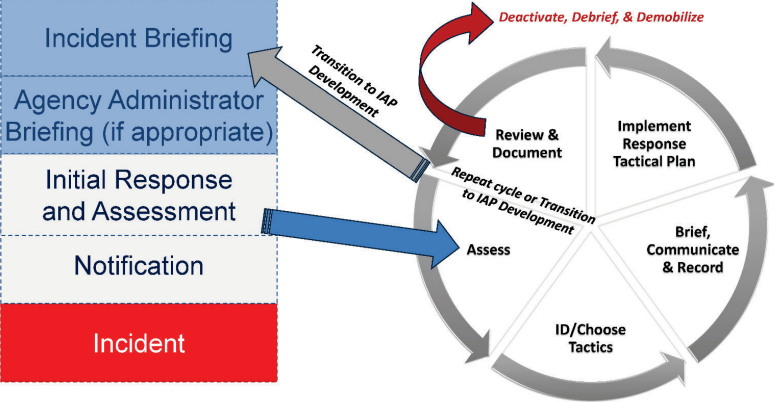 Incident Briefing
Agency Administrator
Briefing (if appropriate)
Initial Response
and Assessment
Notification
Incident
Transition to IAP
Development
Deactivate, Debrief, & Demobilize
Review &
Document
Implement
Response
Tactical Plan
Repeat cycle or Transition
to IAP Development
Assess
Brief,
Communicate
& Record
ID/Choose
Tactics